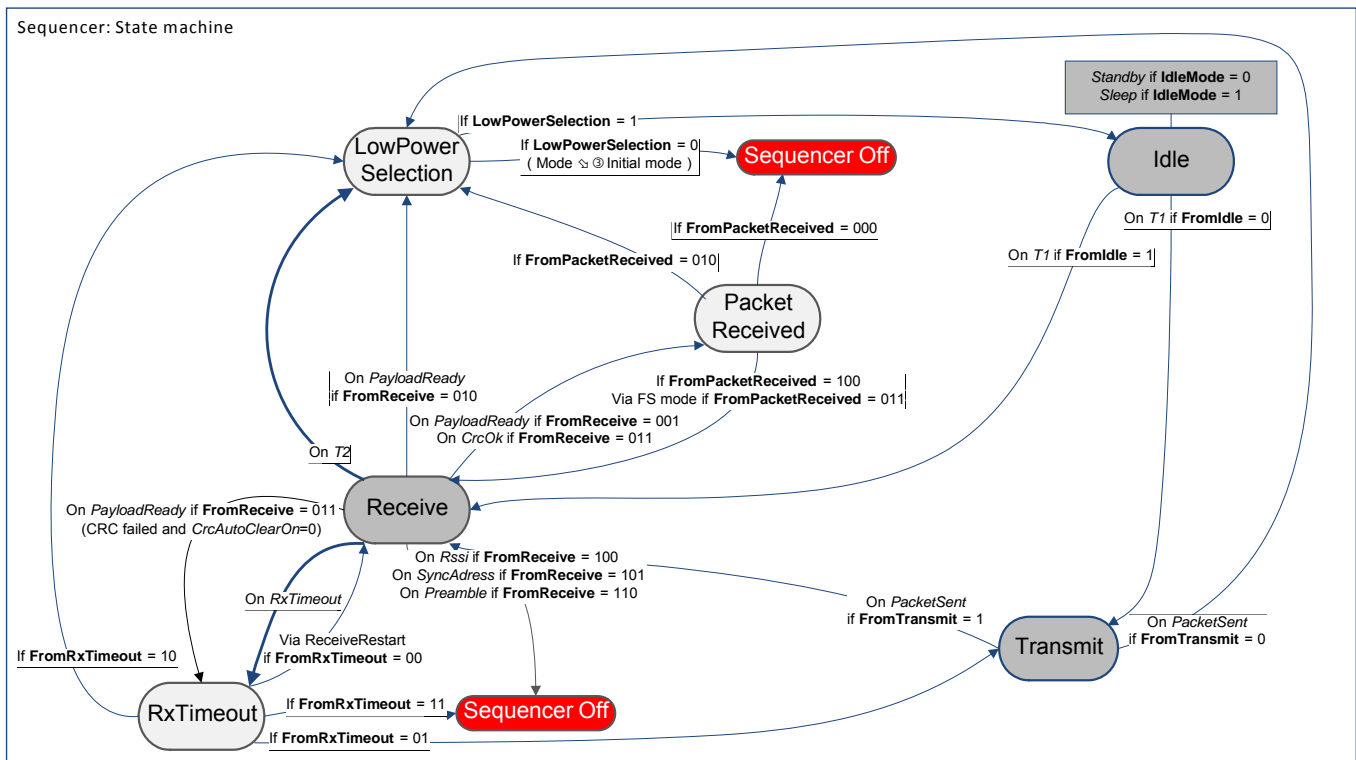 Sequencer: State machine
Standby if IdleMode = 0
Sleep if IdleMode = 1
If LowPowerSelection = 1
LowPower
Selection
If LowPowerSelection = 0
( Mode ⇘ ③ Initial mode )
Sequencer Off
Idle
On T1 if FromIdle = 0
If FromPacketReceived = 000
On T1 if FromIdle = 1
If FromPacketReceived = 010
Packet
Received
On PayloadReady
if FromReceive = 010
If FromPacketReceived = 100
Via FS mode if FromPacketReceived = 011
On PayloadReady if FromReceive = 001
On CrcOk if FromReceive = 011
On T2
Receive
On PayloadReady if FromReceive = 011
(CRC failed and CrcAutoClearOn=0)
On Rssi if FromReceive = 100
On SyncAdress if FromReceive = 101
On Preamble if FromReceive = 110
On RxTimeout
On PacketSent
if FromTransmit = 1
On PacketSent
if FromTransmit = 0
Transmit
Via ReceiveRestart
if FromRxTimeout = 00
If FromRxTimeout = 10
RxTimeout
If FromRxTimeout = 11
Sequencer Off
If FromRxTimeout = 01